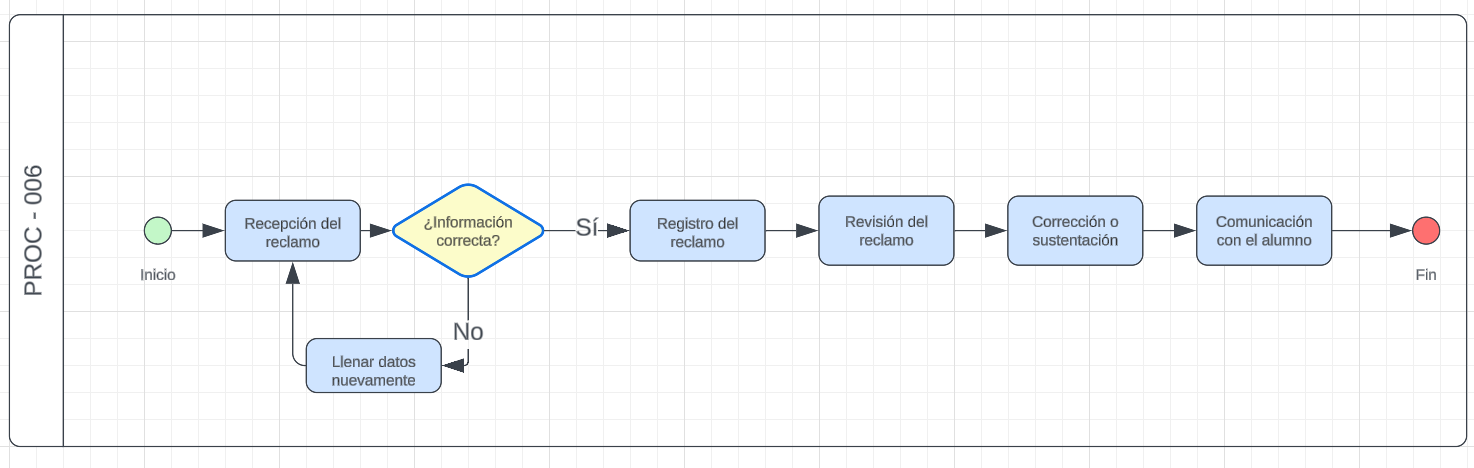 PROC - 006
Inicio
Recepción del
reclamo
¿Información
correcta?
Sí
No
Llenar datos
nuevamente
Registro del
reclamo
Revisión del
reclamo
Corrección o
sustentación
Comunicación
con el alumno
Fin